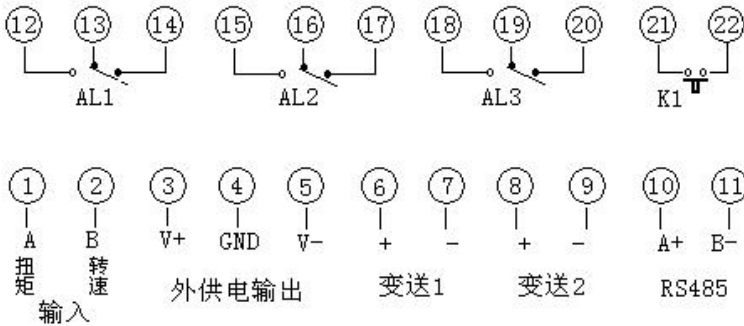 12 13 14 15 16 17 18 19 20 21 22
AL1 AL2 AL3 K1
1 2 3 4 5 6 7 8 9 10 11
A B V+ GND V- + - + - A+ B-
扭矩 转速
输入 外供电输出 变送1 变送2 RS485